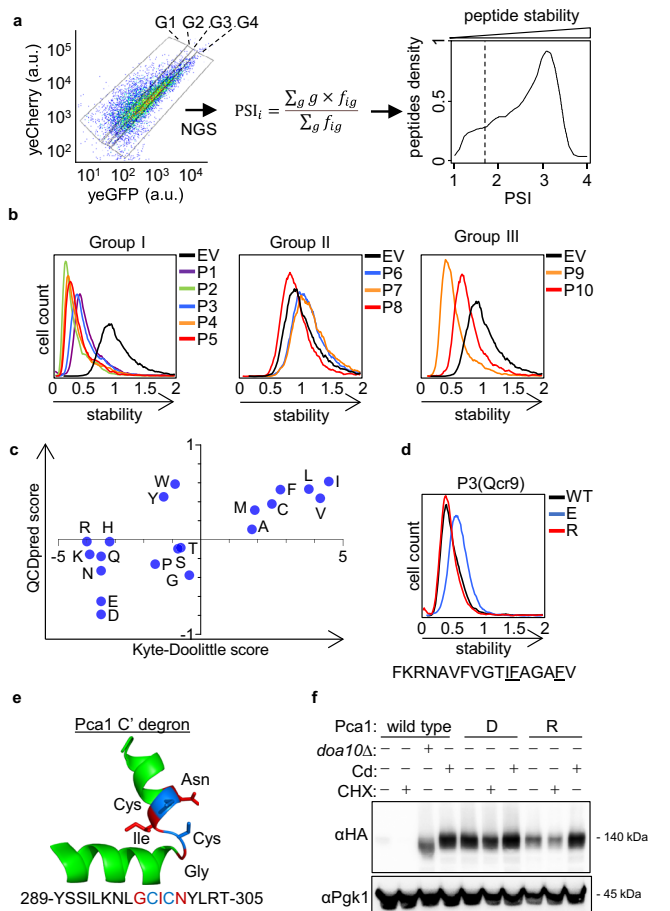 a
G1 G2 G3 G4
yeCherry (a.u.)
10⁵
10⁴
10³
10²
10¹ 10² 10³ 10⁴
yeGFP (a.u.)
NGS
PSIᵢ = ∑g g × fig / ∑g fig
peptide stability
peptides density
1
0.5
0
1 2 3 4
PSI
b
Group I
cell count
0 0.5 1 1.5 2
stability
EV
P1
P2
P3
P4
P5
Group II
0 0.5 1 1.5 2
stability
EV
P6
P7
P8
Group III
0 0.5 1 1.5 2
stability
EV
P9
P10
c
QCDpred score
1
-1
-5
5
W
Y
R
H
K
Q
N
E
D
P
S
T
G
M
A
C
F
L
V
I
Kyte-Doolittle score
d
P3(Qcr9)
WT
E
R
cell count
0 0.5 1 1.5 2
stability
FKRNAVFVGTIFAGAFV
e
Pca1 C' degron
Asn
Cys
Ile
Cys
Gly
289-YSSILKNLGCICNYLRT-305
f
Pca1: wild type D R
doa10Δ: – – + – – – – – – –
Cd: – – – + – – + – – +
CHX: – + – – – + – – + –
αHA
- 140 kDa
αPgk1
- 45 kDa